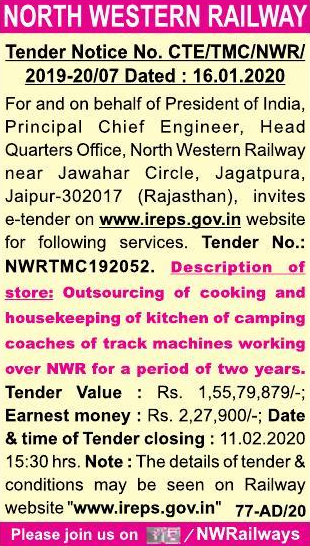 NORTH WESTERN RAILWAY
Tender Notice No. CTE/TMC/NWR/
2019-20/07 Dated : 16.01.2020
For and on behalf of President of India,
Principal Chief Engineer, Head
Quarters Office, North Western Railway
near Jawahar Circle, Jagatpura,
Jaipur-302017 (Rajasthan), invites
e-tender on www.ireps.gov.in website
for following services. Tender No.:
NWRTMC192052. Description of
store: Outsourcing of cooking and
housekeeping of kitchen of camping
coaches of track machines working
over NWR for a period of two years.
Tender Value : Rs. 1,55,79,879/-;
Earnest money : Rs. 2,27,900/-; Date
& time of Tender closing : 11.02.2020
15:30 hrs. Note : The details of tender &
conditions may be seen on Railway
website "www.ireps.gov.in" 77-AD/20
Please join us on /NWRailways